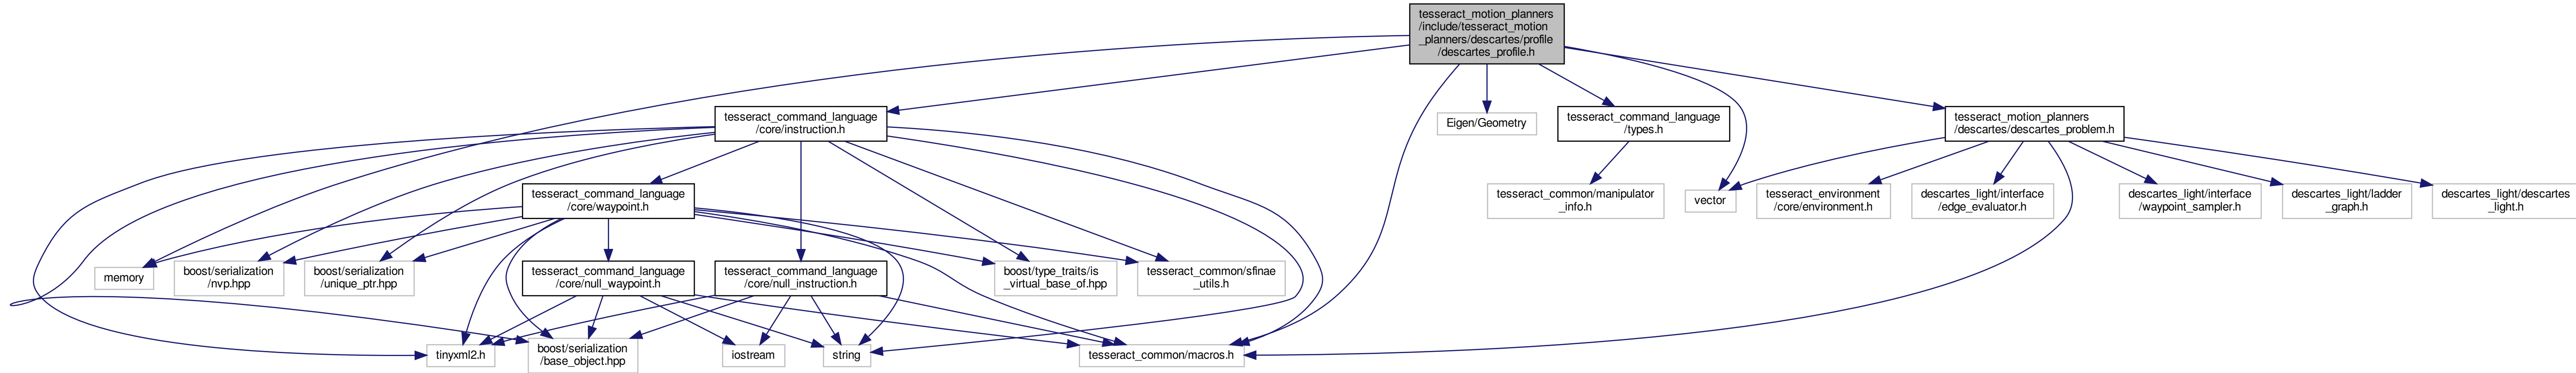 tesseract_motion_planners
/include/tesseract_motion
_planners/descartes/profile
/descartes_profile.h
tesseract_command_language
/core/instruction.h
Eigen/Geometry
tesseract_command_language
/types.h
tesseract_motion_planners
/descartes/descartes_problem.h
tesseract_command_language
/core/waypoint.h
tesseract_common/manipulator
_info.h
vector
tesseract_environment
/core/environment.h
descartes_light/interface
/edge_evaluator.h
descartes_light/interface
/waypoint_sampler.h
descartes_light/ladder
_graph.h
descartes_light/descartes
_light.h
memory
boost/serialization
/nvp.hpp
boost/serialization
/unique_ptr.hpp
tesseract_command_language
/core/null_waypoint.h
tesseract_command_language
/core/null_instruction.h
boost/type_traits/is
_virtual_base_of.hpp
tesseract_common/sfinae
_utils.h
tinyxml2.h
boost/serialization
/base_object.hpp
iostream
string
tesseract_common/macros.h